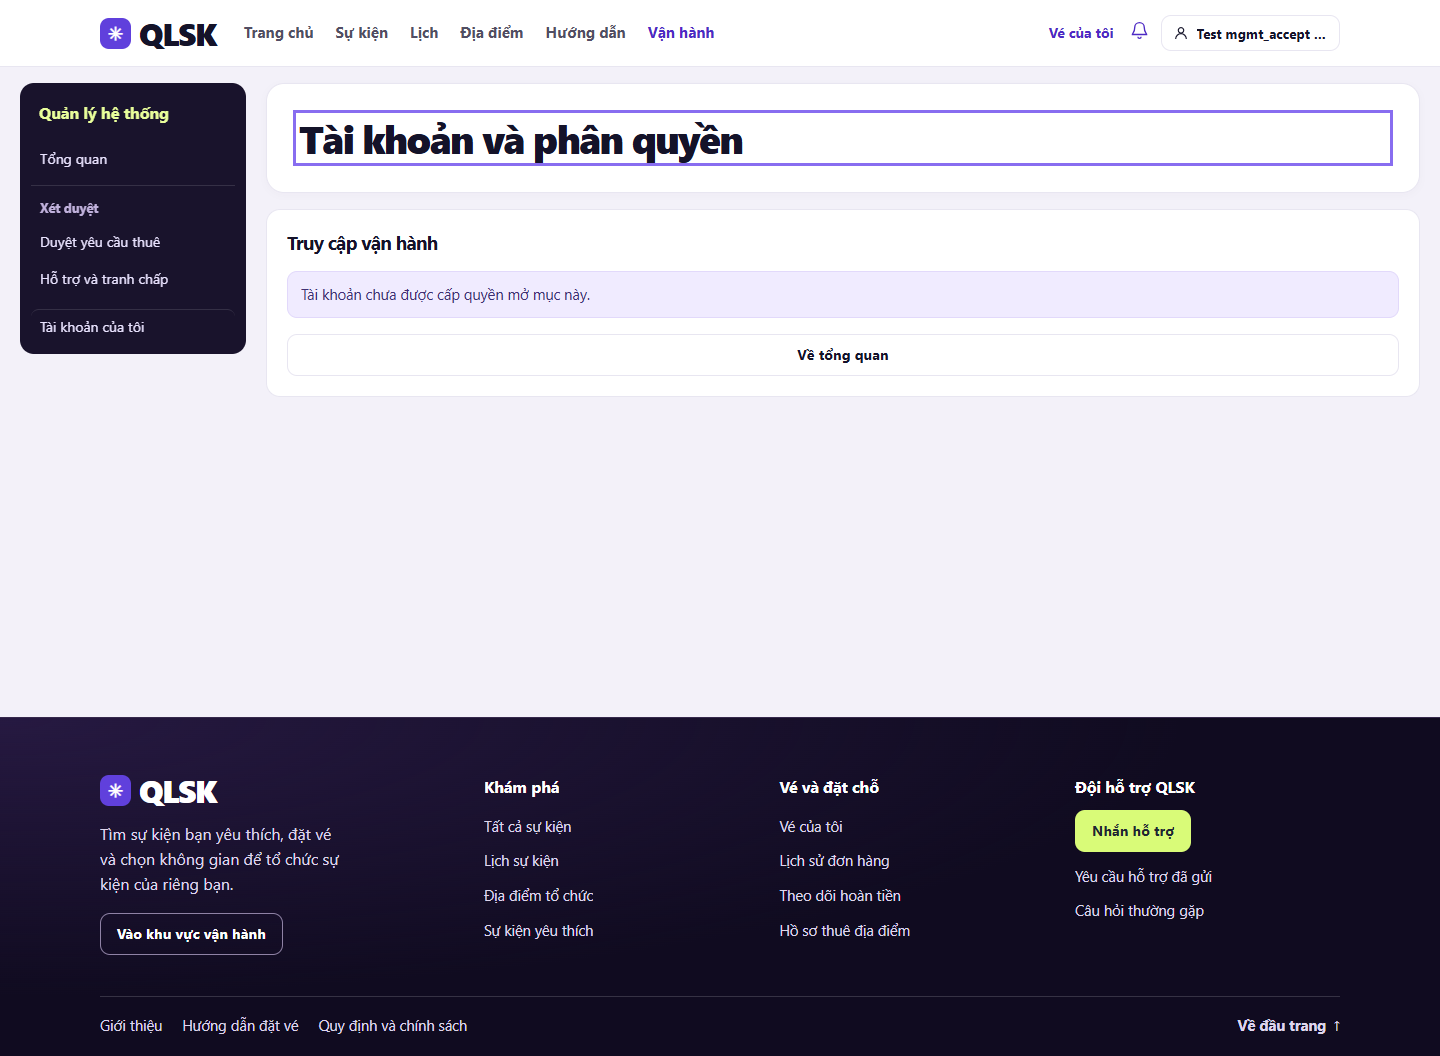 QLSK
Trang chủ
Sự kiện
Lịch
Địa điểm
Hướng dẫn
Vận hành
Vé của tôi
Test mgmt_accept ...
Quản lý hệ thống
Tổng quan
Xét duyệt
Duyệt yêu cầu thuê
Hỗ trợ và tranh chấp
Tài khoản của tôi
Tài khoản và phân quyền
Truy cập vận hành
Tài khoản chưa được cấp quyền mở mục này.
Về tổng quan
QLSK
Tìm sự kiện bạn yêu thích, đặt vé
và chọn không gian để tổ chức sự
kiện của riêng bạn.
Vào khu vực vận hành
Khám phá
Tất cả sự kiện
Lịch sự kiện
Địa điểm tổ chức
Sự kiện yêu thích
Vé và đặt chỗ
Vé của tôi
Lịch sử đơn hàng
Theo dõi hoàn tiền
Hồ sơ thuê địa điểm
Đội hỗ trợ QLSK
Nhắn hỗ trợ
Yêu cầu hỗ trợ đã gửi
Câu hỏi thường gặp
Giới thiệu
Hướng dẫn đặt vé
Quy định và chính sách
Về đầu trang ↑